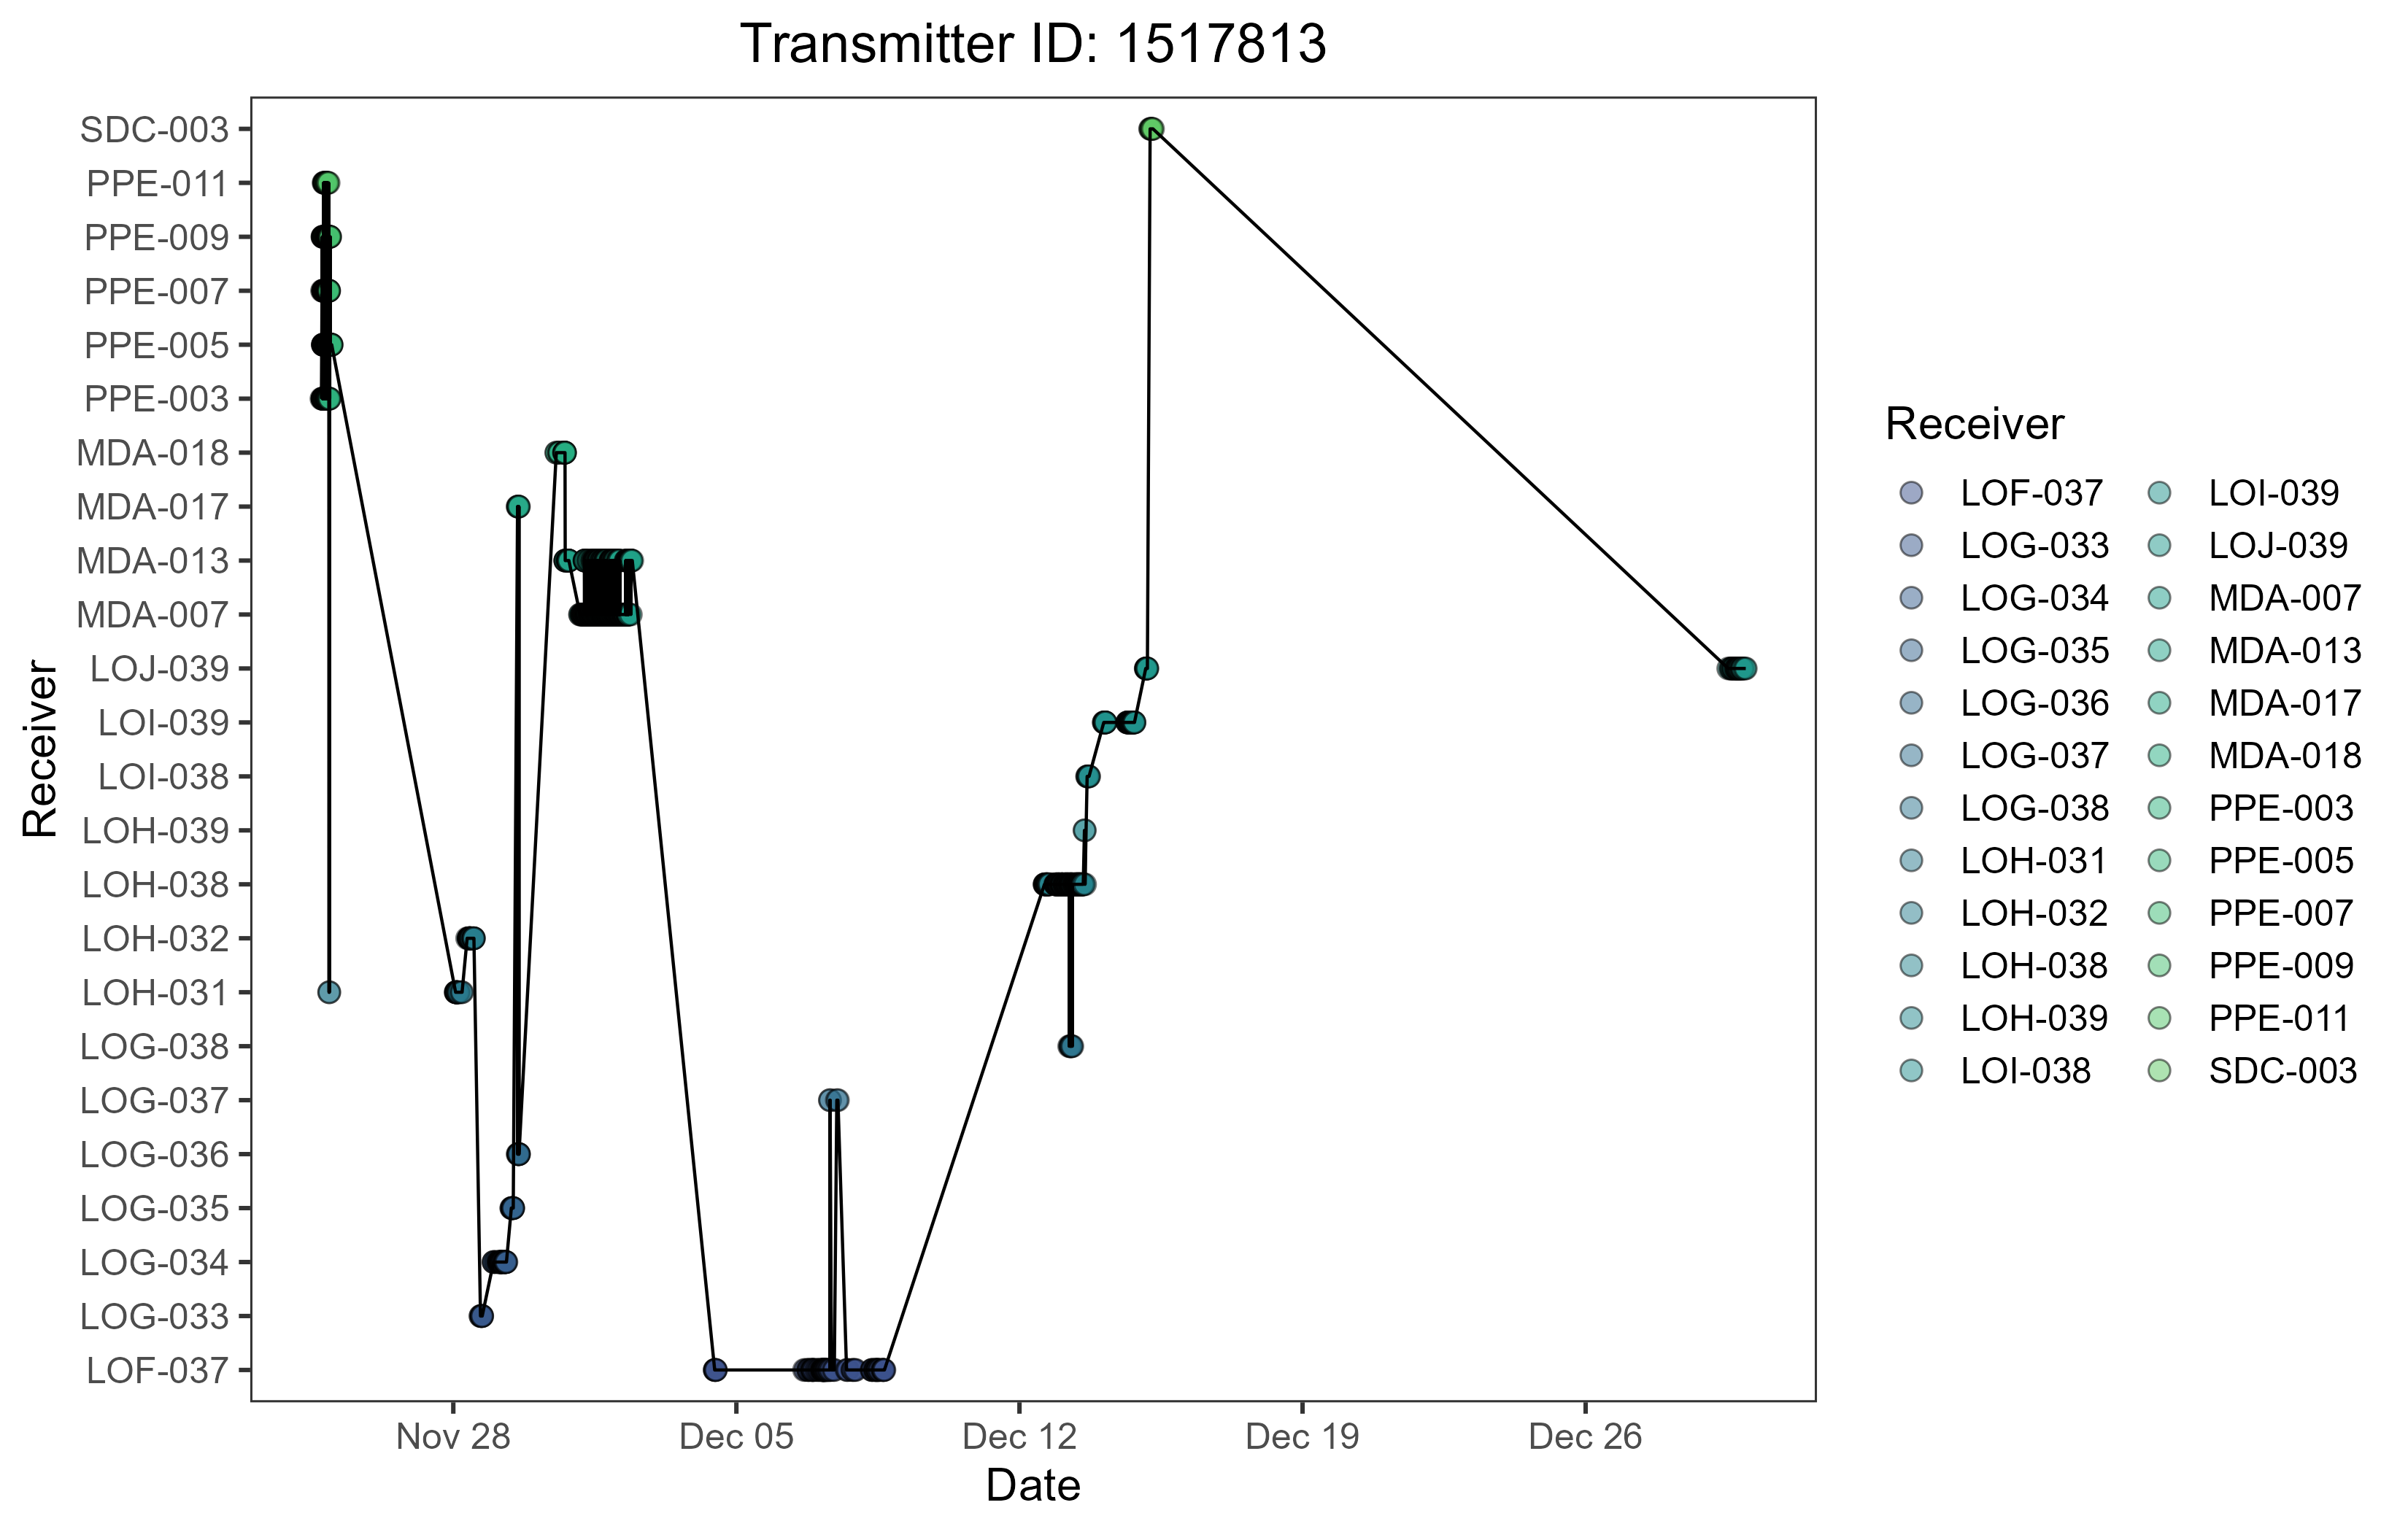 Transmitter ID: 1517813
Receiver
SDC-003
PPE-011
PPE-009
PPE-007
PPE-005
PPE-003
MDA-018
MDA-017
MDA-013
MDA-007
LOJ-039
LOI-039
LOI-038
LOH-039
LOH-038
LOH-032
LOH-031
LOG-038
LOG-037
LOG-036
LOG-035
LOG-034
LOG-033
LOF-037
Nov 28
Dec 05
Dec 12
Dec 19
Dec 26
Date
Receiver
LOF-037
LOG-033
LOG-034
LOG-035
LOG-036
LOG-037
LOG-038
LOH-031
LOH-032
LOH-038
LOH-039
LOI-038
LOI-039
LOJ-039
MDA-007
MDA-013
MDA-017
MDA-018
PPE-003
PPE-005
PPE-007
PPE-009
PPE-011
SDC-003